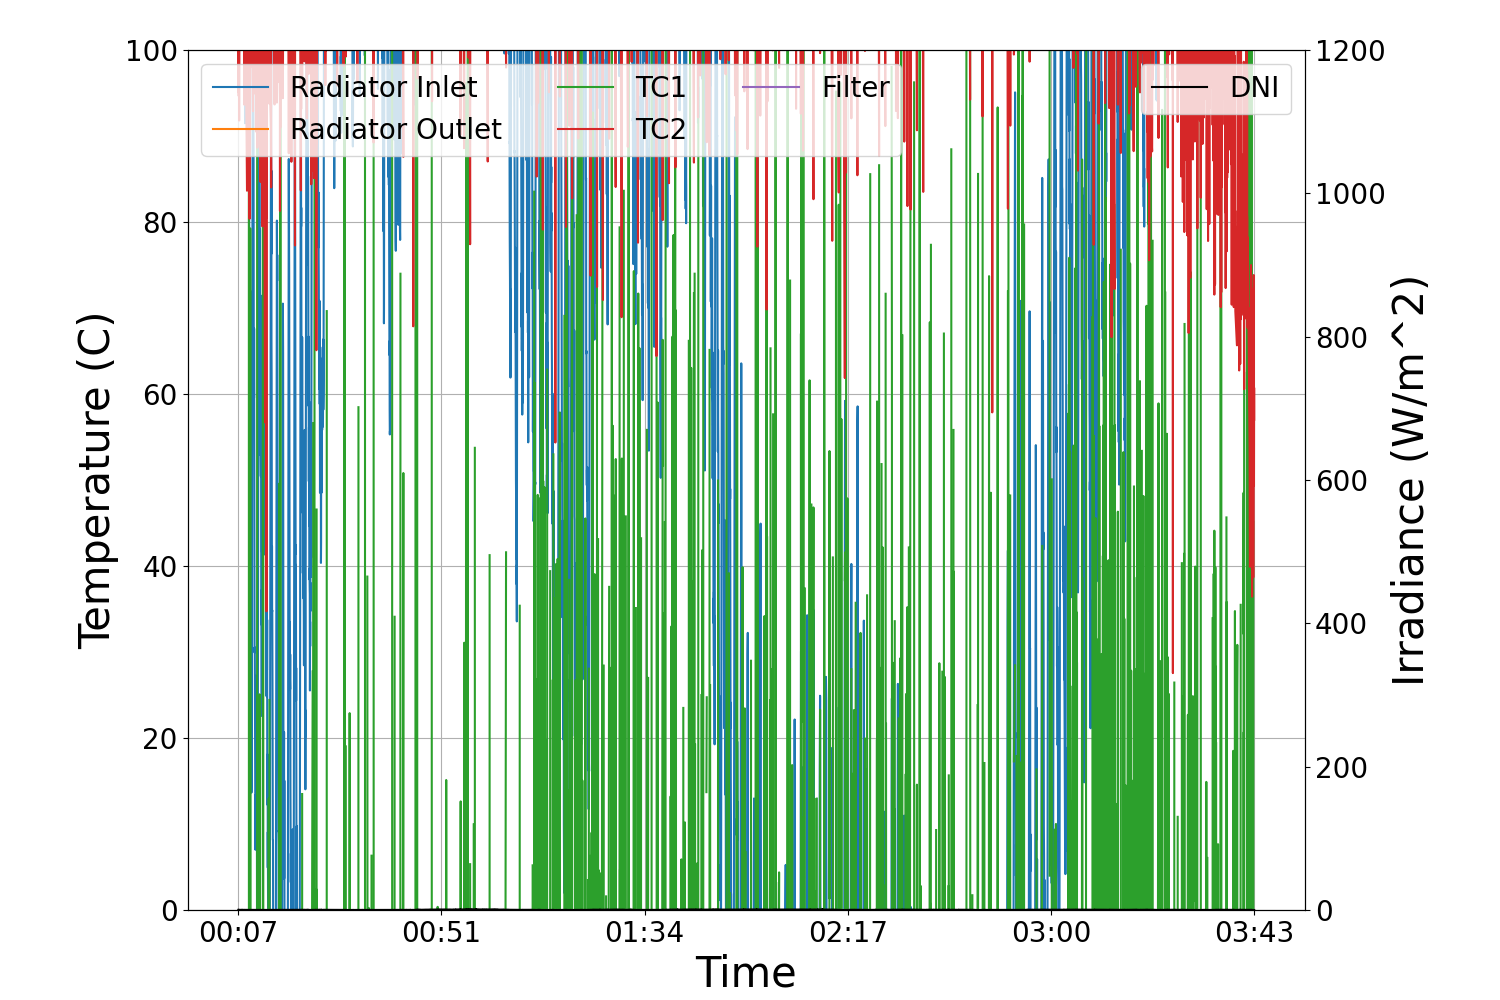 100
80
60
40
20
0
Temperature (C)
Radiator Inlet
Radiator Outlet
TC1
TC2
Filter
DNI
1200
1000
800
600
400
200
0
Irradiance (W/m^2)
00:07
00:51
01:34
02:17
03:00
03:43
Time